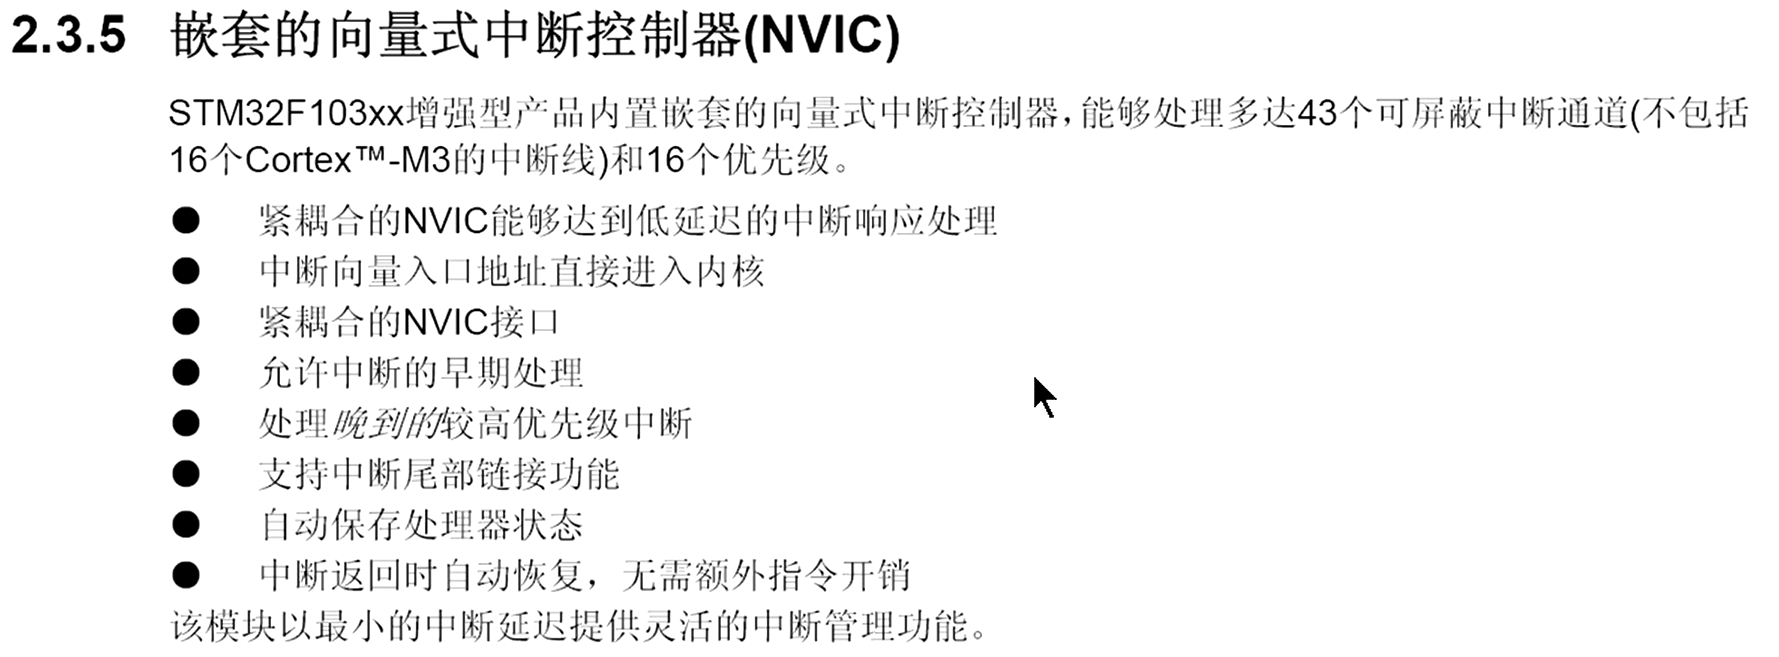 2.3.5 嵌套的向量式中断控制器(NVIC)
STM32F103xx增强型产品内置嵌套的向量式中断控制器，能够处理多达43个可屏蔽中断通道(不包括
16个Cortex™-M3的中断线)和16个优先级。
● 紧耦合的NVIC能够达到低延迟的中断响应处理
● 中断向量入口地址直接进入内核
● 紧耦合的NVIC接口
● 允许中断的早期处理
● 处理晚到的较高优先级中断
● 支持中断尾部链接功能
● 自动保存处理器状态
● 中断返回时自动恢复，无需额外指令开销
该模块以最小的中断延迟提供灵活的中断管理功能。